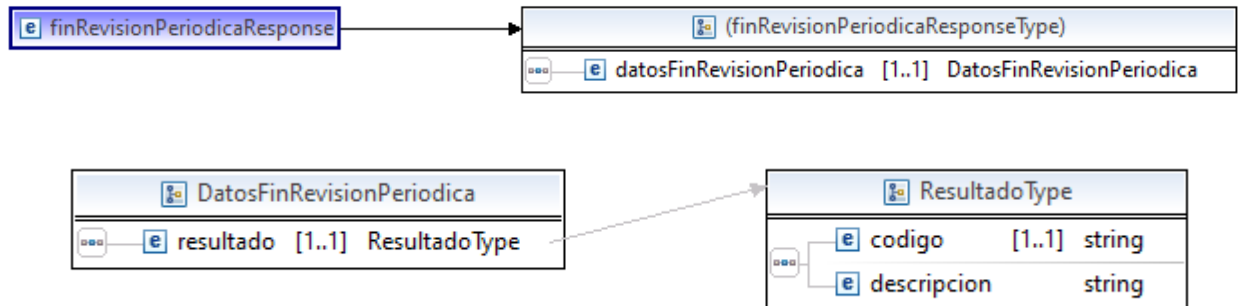 e finRevisionPeriodicaResponse
(finRevisionPeriodicaResponseType)
e datosFinRevisionPeriodica [1..1] DatosFinRevisionPeriodica
DatosFinRevisionPeriodica
e resultado [1..1] ResultadoType
ResultadoType
e codigo [1..1] string
e descripcion string